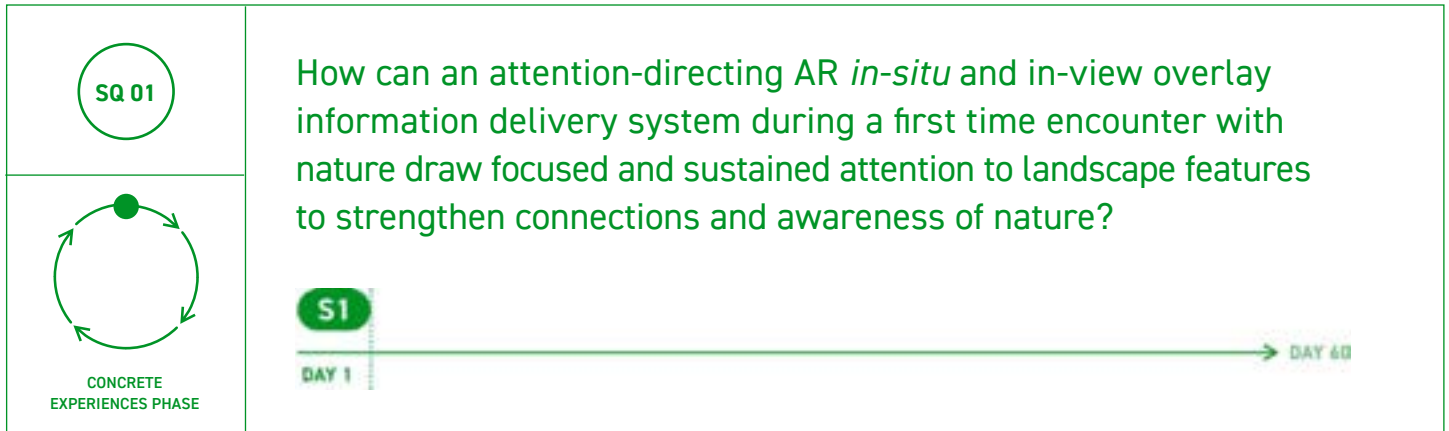 SQ 01
How can an attention-directing AR in-situ and in-view overlay
information delivery system during a first time encounter with
nature draw focused and sustained attention to landscape features
to strengthen connections and awareness of nature?
S1
DAY 1
DAY 60
CONCRETE
EXPERIENCES PHASE